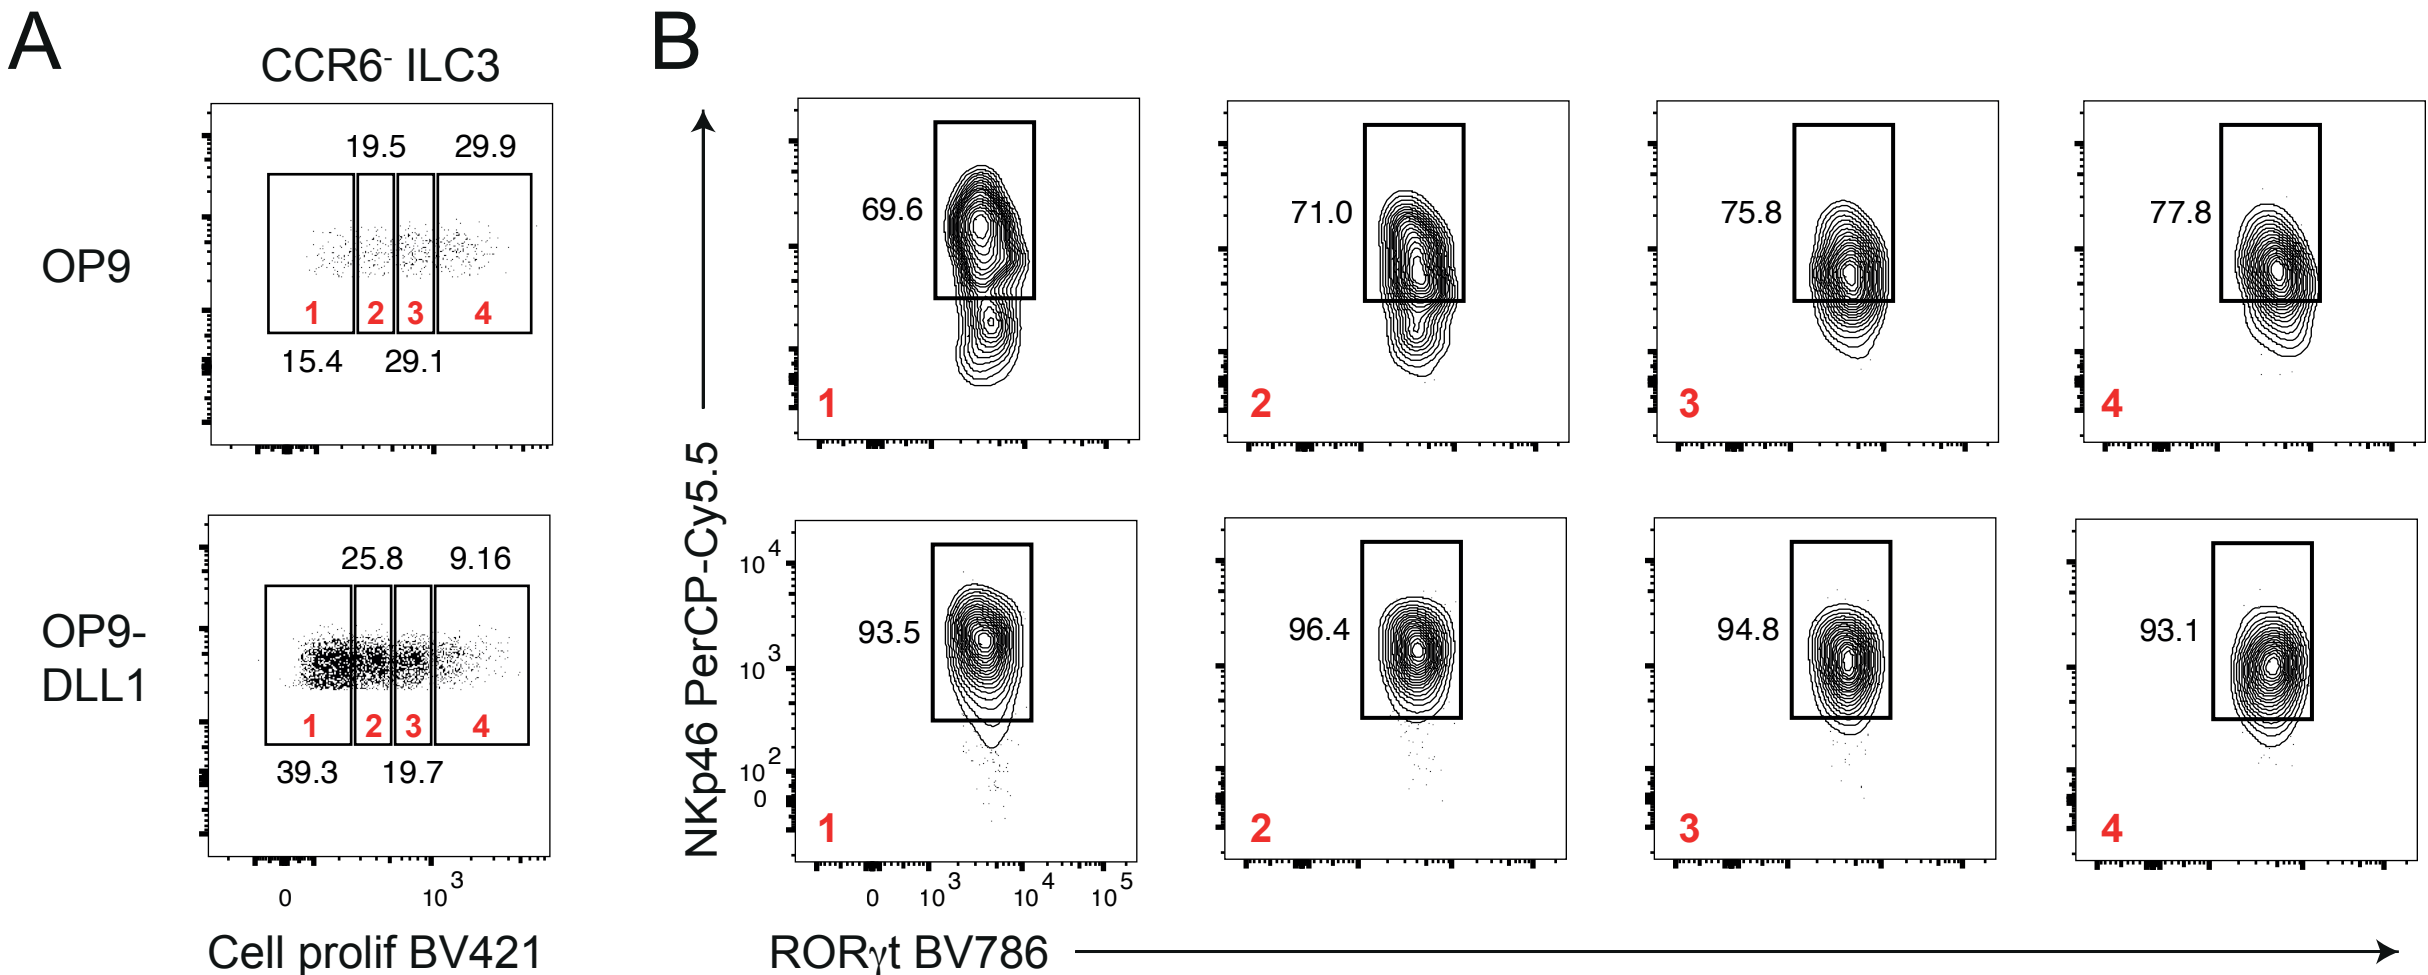 A
CCR6- ILC3
B
19.5 29.9
OP9
1 2 3 4
15.4 29.1
69.6
1
71.0
2
75.8
3
77.8
4
NKp46 PerCP-Cy5.5
OP9-
DLL1
25.8 9.16
1 2 3 4
39.3 19.7
0 10^3
Cell prolif BV421
10^4
10^3
10^2
0
93.5
1
96.4
2
94.8
3
93.1
4
0 10^3 10^4 10^5
RORγt BV786